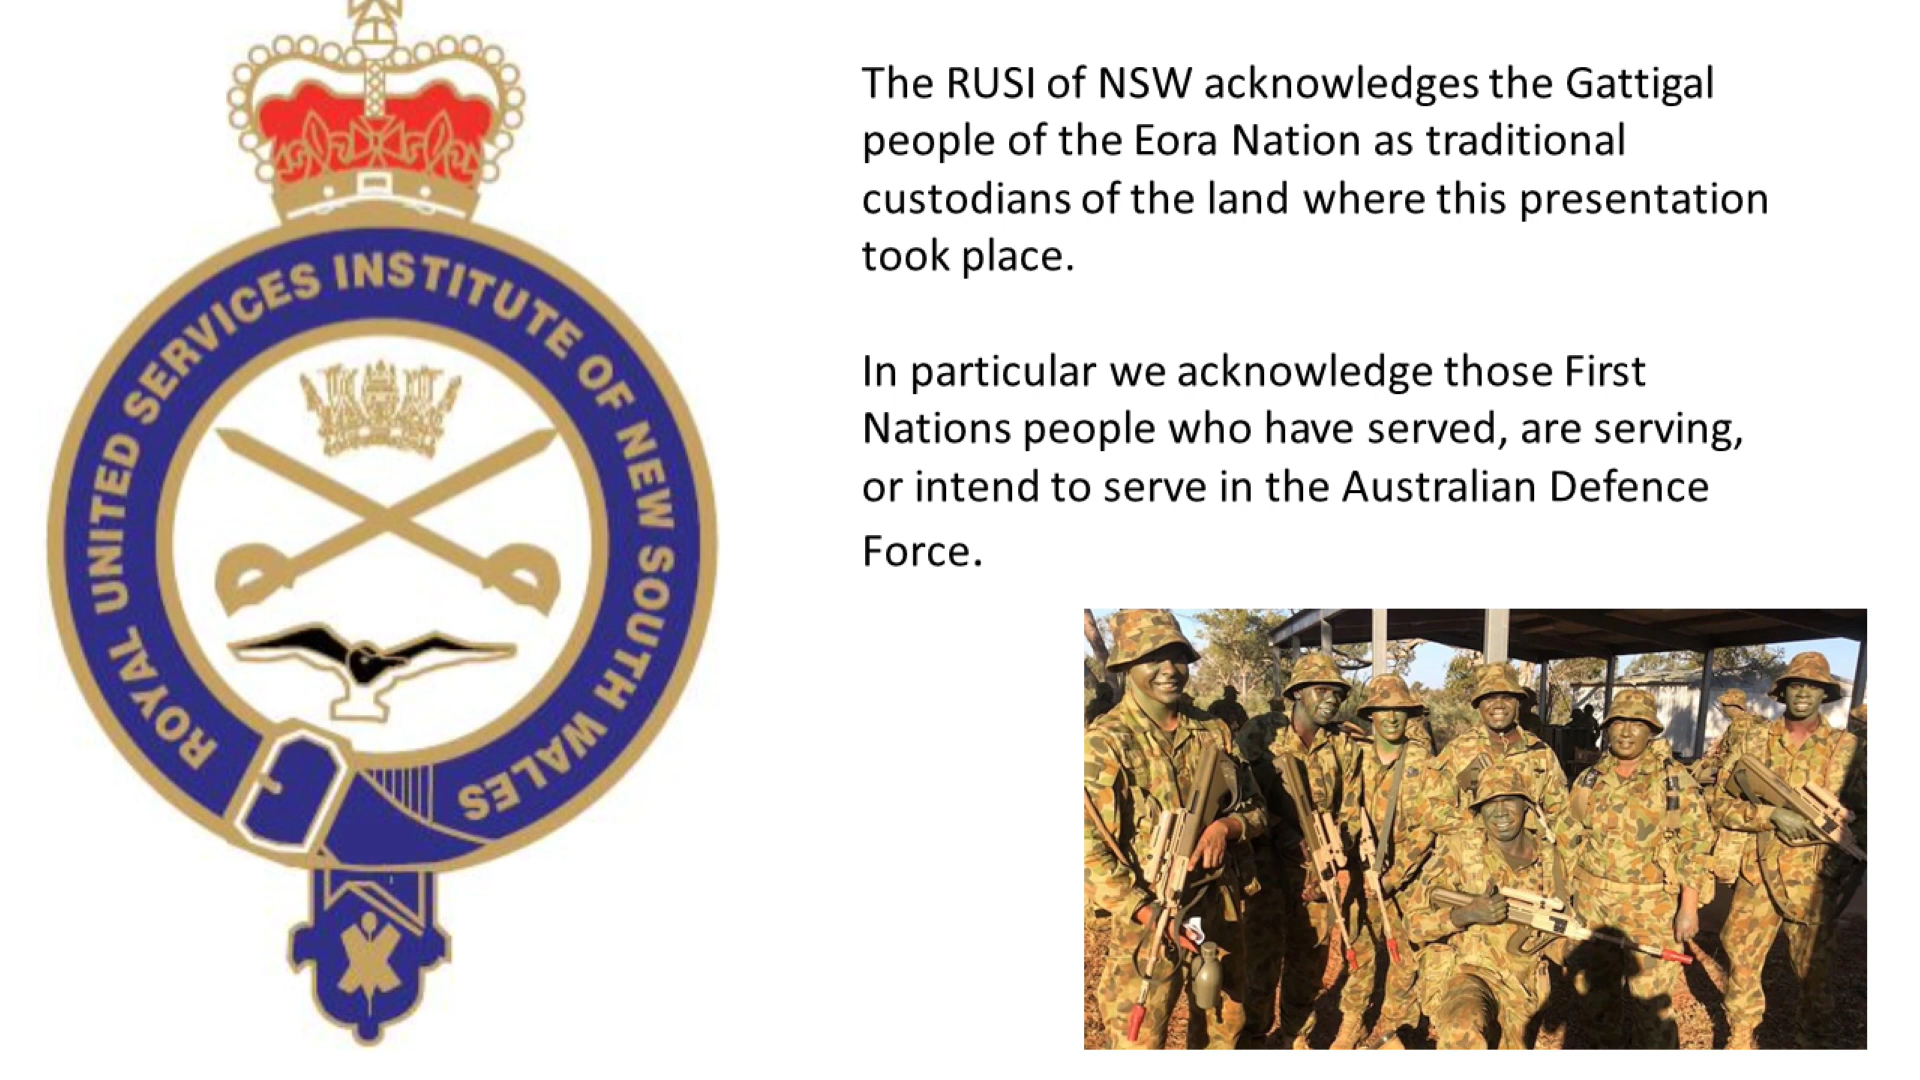 ROYAL UNITED SERVICES INSTITUTE OF NEW SOUTH WALES
The RUSI of NSW acknowledges the Gattigal
people of the Eora Nation as traditional
custodians of the land where this presentation
took place.
In particular we acknowledge those First
Nations people who have served, are serving,
or intend to serve in the Australian Defence
Force.